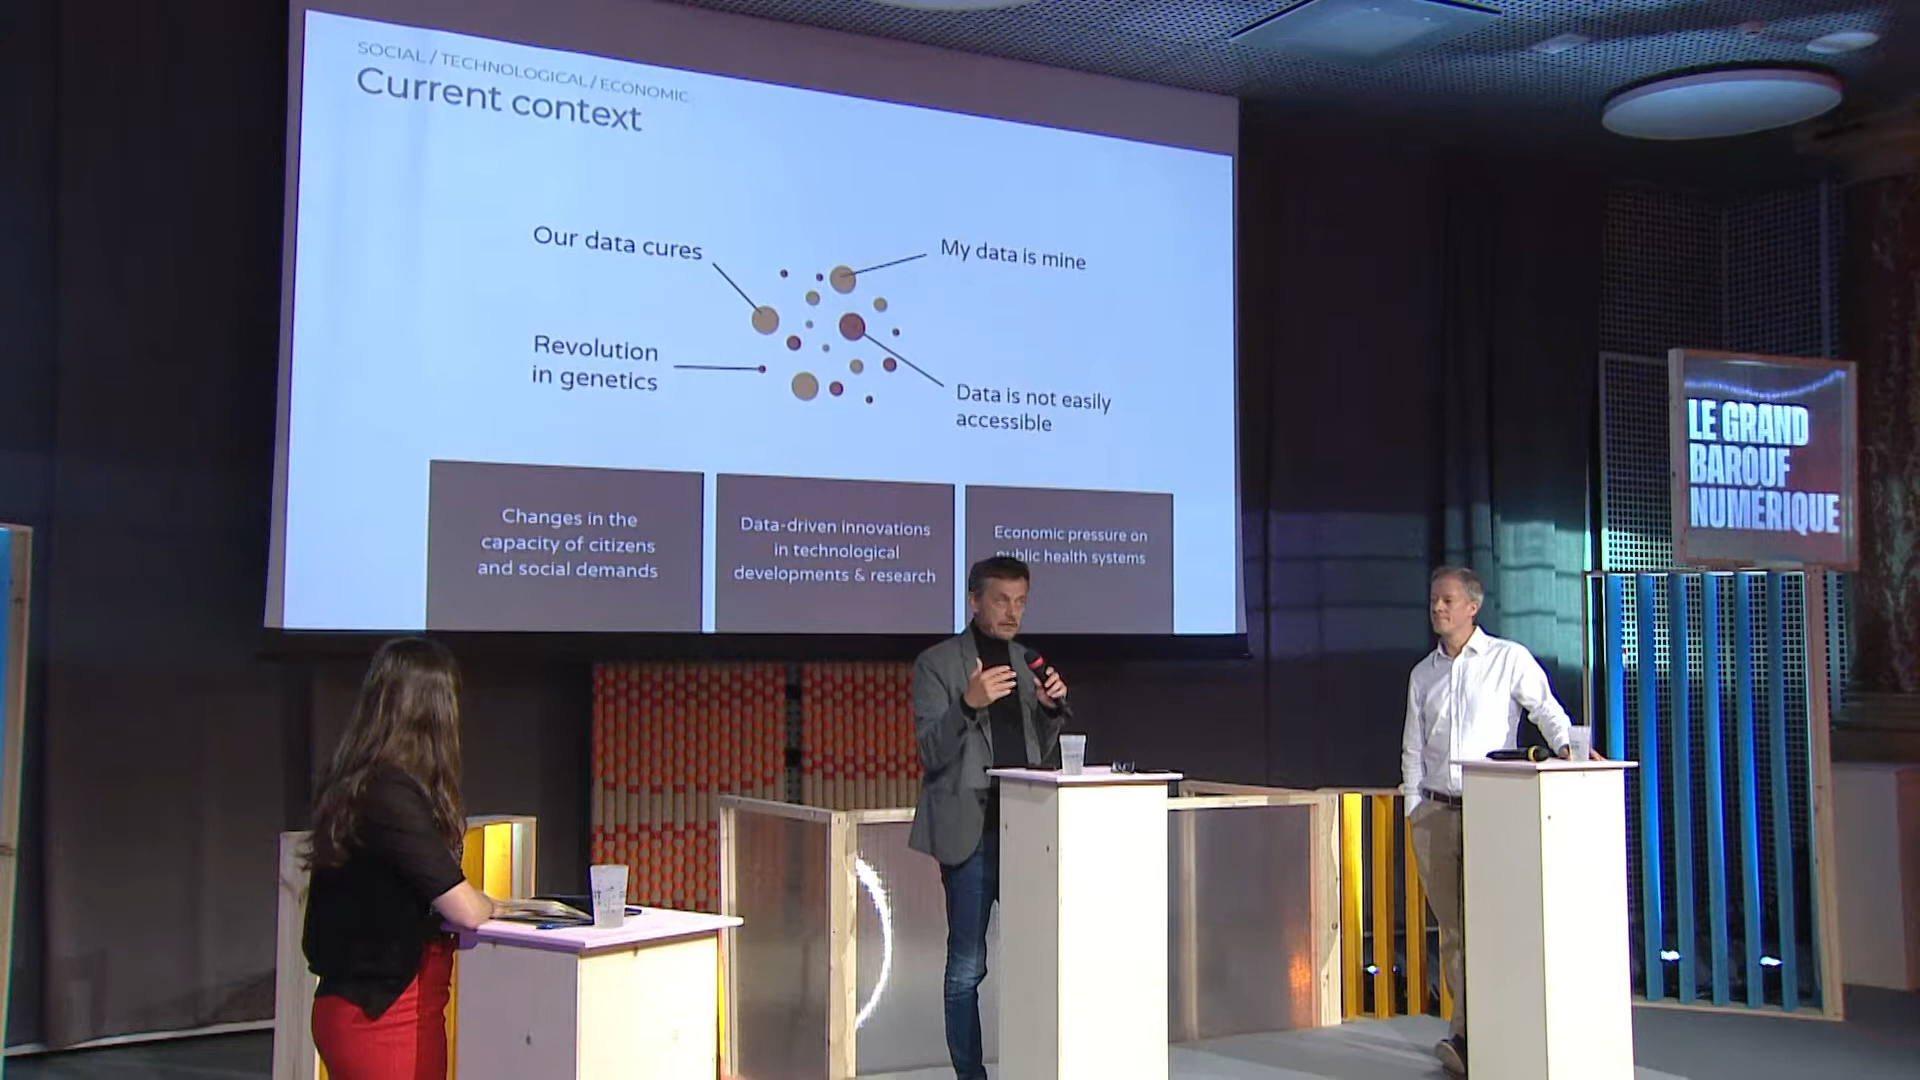 SOCIAL / TECHNOLOGICAL / ECONOMIC
Current context
Our data cures
My data is mine
Revolution
in genetics
Data is not easily
accessible
Changes in the
capacity of citizens
and social demands
Data-driven innovations
in technological
developments & research
Economic pressure on
public health systems
LE GRAND
BAROUF
NUMÉRIQUE